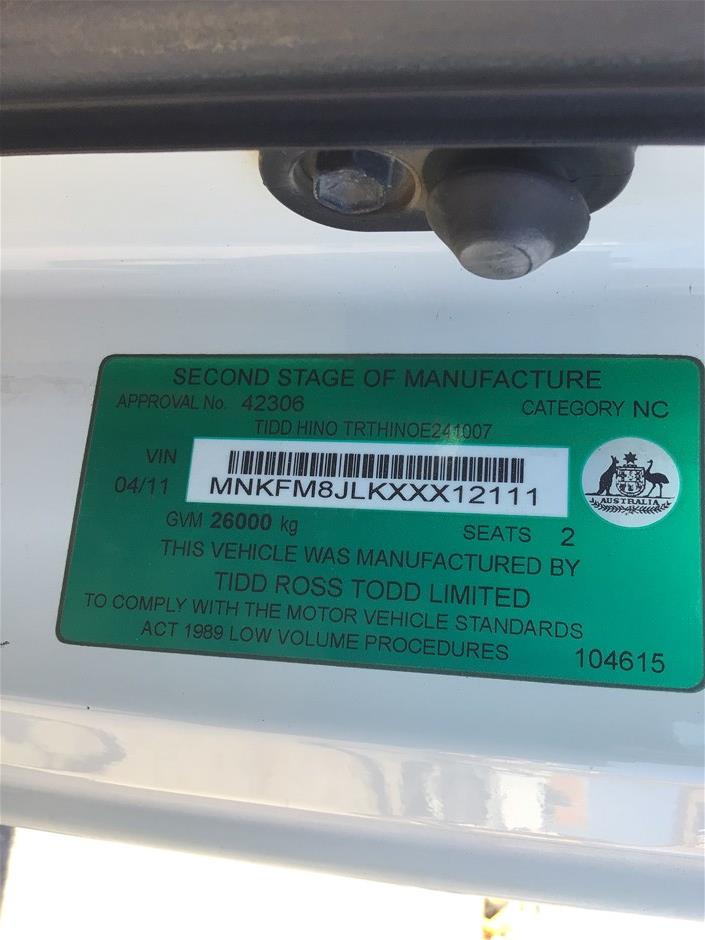 SECOND STAGE OF MANUFACTURE
APPROVAL No. 42306 CATEGORY NC
TIDD HINO TRTHINOE241007
VIN
04/11 MNKFM8JLKXXX12111
AUSTRALIA
GVM 26000 kg SEATS 2
THIS VEHICLE WAS MANUFACTURED BY
TIDD ROSS TODD LIMITED
TO COMPLY WITH THE MOTOR VEHICLE STANDARDS
ACT 1989 LOW VOLUME PROCEDURES 104615